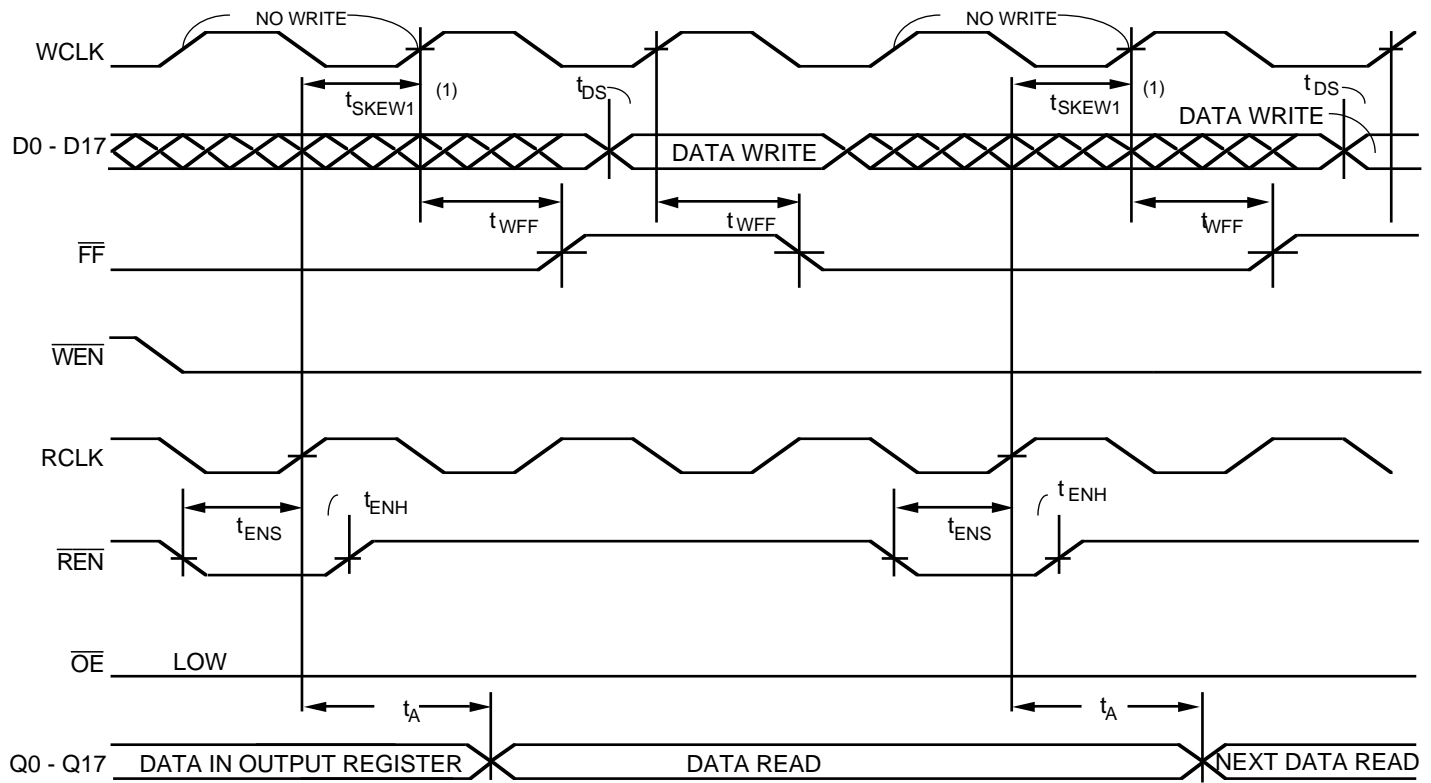 NO WRITE
NO WRITE
WCLK
tSKEW1
(1)
tDS
tSKEW1
(1)
tDS
DATA WRITE
D0 - D17
DATA WRITE
tWFF
tWFF
tWFF
FF
WEN
RCLK
tENS
tENH
tENS
tENH
REN
OE
LOW
tA
tA
Q0 - Q17
DATA IN OUTPUT REGISTER
DATA READ
NEXT DATA READ